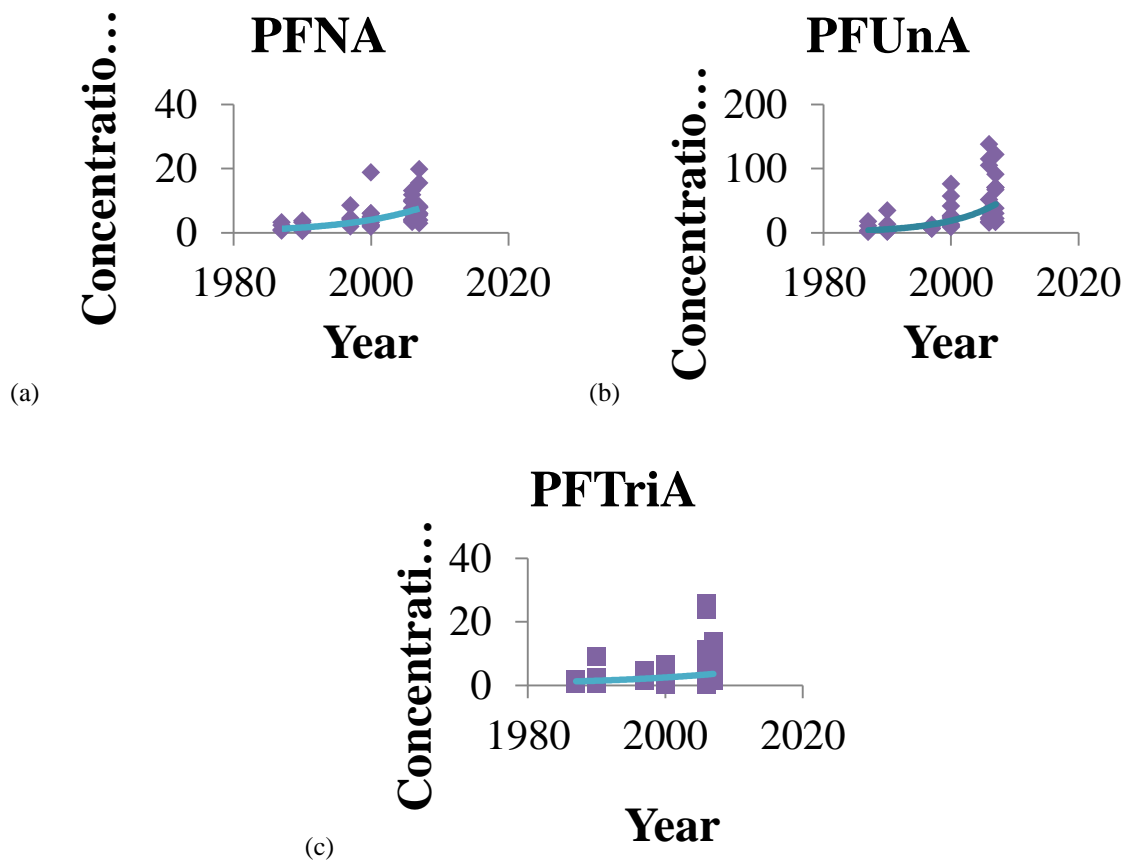 PFNA
Concentratio…
40
20
0
1980 2000 2020
Year
(a)
PFUnA
Concentratio…
200
100
0
1980 2000 2020
Year
(b)
PFTriA
Concentrati…
40
20
0
1980 2000 2020
Year
(c)